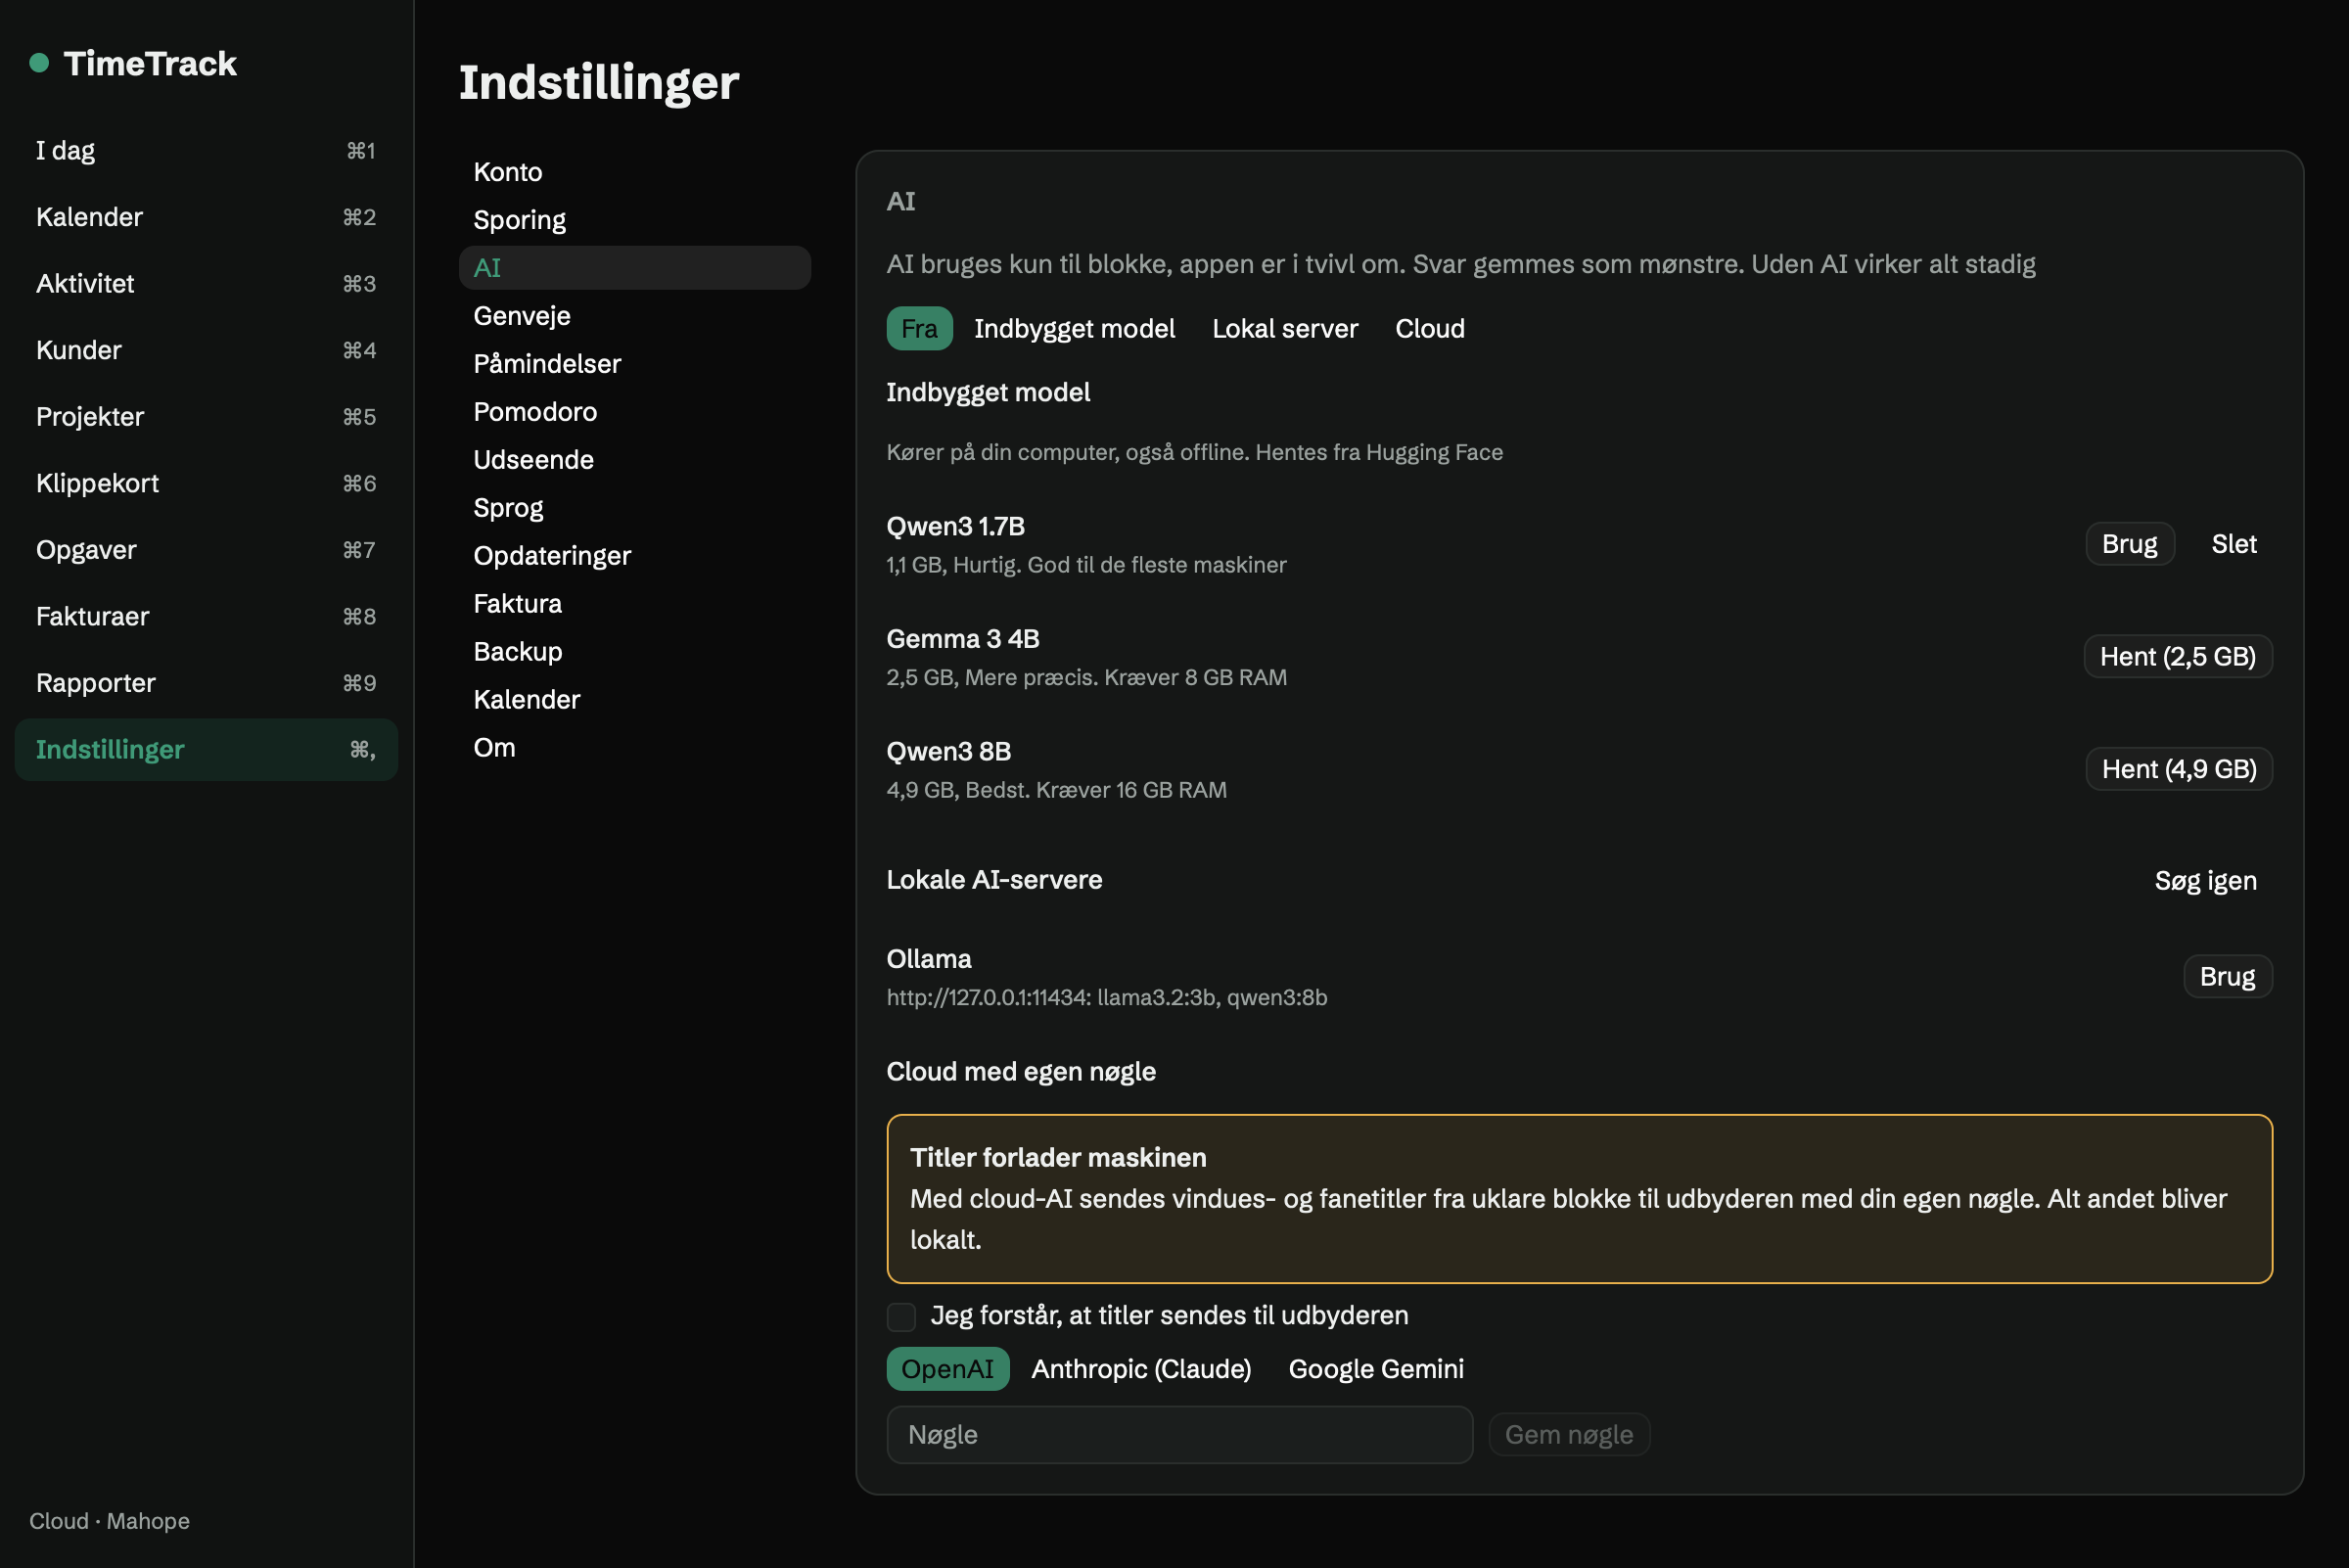 TimeTrack
I dag ⌘1
Kalender ⌘2
Aktivitet ⌘3
Kunder ⌘4
Projekter ⌘5
Klippekort ⌘6
Opgaver ⌘7
Fakturaer ⌘8
Rapporter ⌘9
Indstillinger ⌘,
Cloud · Mahope
Indstillinger
Konto
Sporing
AI
Genveje
Påmindelser
Pomodoro
Udseende
Sprog
Opdateringer
Faktura
Backup
Kalender
Om
AI
AI bruges kun til blokke, appen er i tvivl om. Svar gemmes som mønstre. Uden AI virker alt stadig
Fra Indbygget model Lokal server Cloud
Indbygget model
Kører på din computer, også offline. Hentes fra Hugging Face
Qwen3 1.7B
1,1 GB, Hurtig. God til de fleste maskiner
Brug Slet
Gemma 3 4B
2,5 GB, Mere præcis. Kræver 8 GB RAM
Hent (2,5 GB)
Qwen3 8B
4,9 GB, Bedst. Kræver 16 GB RAM
Hent (4,9 GB)
Lokale AI-servere Søg igen
Ollama
http://127.0.0.1:11434: llama3.2:3b, qwen3:8b
Brug
Cloud med egen nøgle
Titler forlader maskinen
Med cloud-AI sendes vindues- og fanetitler fra uklare blokke til udbyderen med din egen nøgle. Alt andet bliver
lokalt.
Jeg forstår, at titler sendes til udbyderen
OpenAI Anthropic (Claude) Google Gemini
Nøgle Gem nøgle